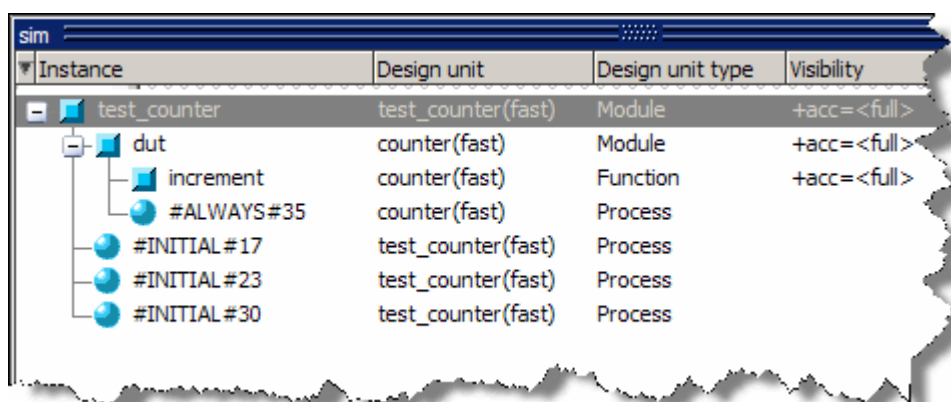 sim
Instance Design unit Design unit type Visibility
test_counter test_counter(fast) Module +acc=<full>
dut counter(fast) Module +acc=<full>
increment counter(fast) Function +acc=<full>
#ALWAYS#35 counter(fast) Process
#INITIAL#17 test_counter(fast) Process
#INITIAL#23 test_counter(fast) Process
#INITIAL#30 test_counter(fast) Process